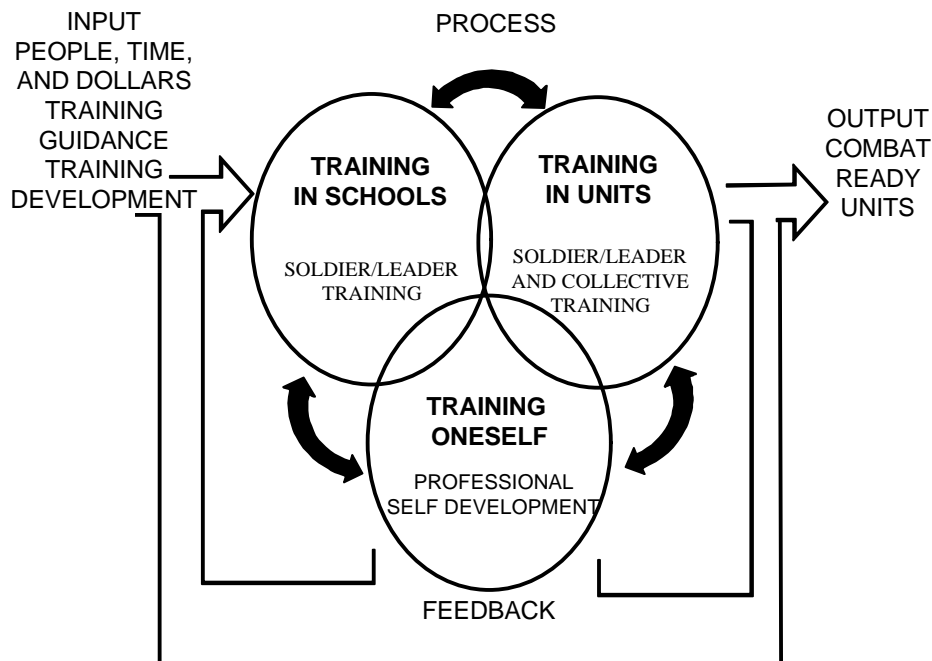 INPUT
PEOPLE, TIME,
AND DOLLARS
TRAINING
GUIDANCE
TRAINING
DEVELOPMENT
PROCESS
TRAINING
IN SCHOOLS
SOLDIER/LEADER
TRAINING
TRAINING
IN UNITS
SOLDIER/LEADER
AND COLLECTIVE
TRAINING
OUTPUT
COMBAT
READY
UNITS
TRAINING
ONESELF
PROFESSIONAL
SELF DEVELOPMENT
FEEDBACK